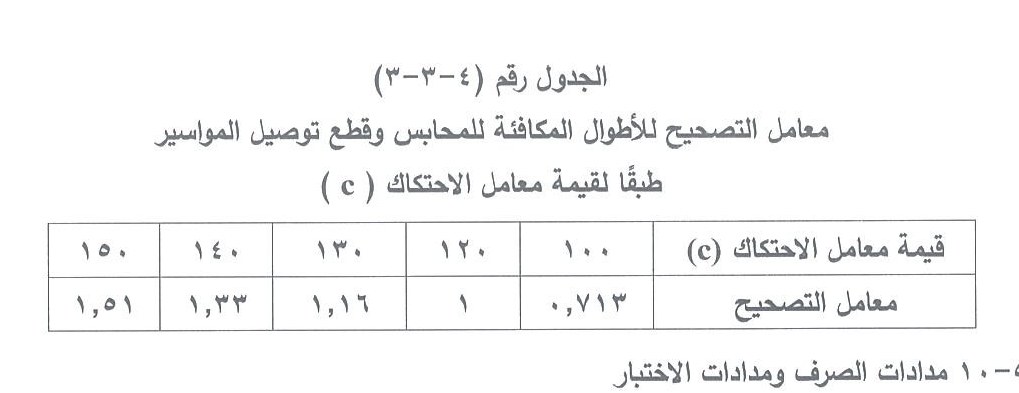 الجدول رقم (٤-٣-٣)
معامل التصحيح للأطوال المكافئة للمحابس وقطع توصيل المواسير
طبقًا لقيمة معامل الاحتكاك ( c )
قيمة معامل الاحتكاك (c) ١٠٠ ١٢٠ ١٣٠ ١٤٠ ١٥٠
معامل التصحيح ٠,٧١٣ ١ ١,١٦ ١,٣٣ ١,٥١
-١٠ مدادات الصرف ومدادات الاختبار